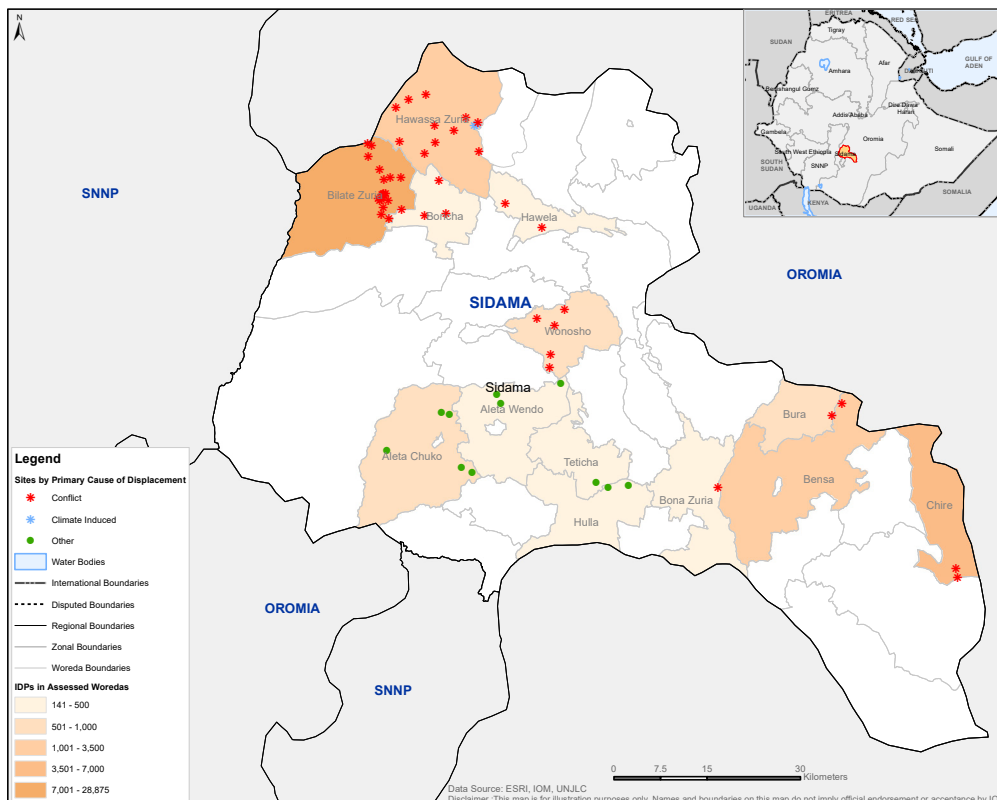 N
ERITREA
RED SEA
SUDAN
Tigray
Afar
GULF OF
ADEN
Amhara
Benishangul Gumz
Dire Dawa
Harari
Addis Ababa
Gambela
Oromia
South West Ethiopia
Sidama
Somali
SOUTH
SUDAN
SNNP
SOMALIA
UGANDA
KENYA
Hawassa Zuria
SNNP
Bilate Zuria
Boricha
Hawela
OROMIA
SIDAMA
Wonosho
Sidama
Aleta Wendo
Bura
Aleta Chuko
Teticha
Bensa
Bona Zuria
Chire
Hulla
OROMIA
SNNP
Legend
Sites by Primary Cause of Displacement
Conflict
Climate Induced
Other
Water Bodies
International Boundaries
Disputed Boundaries
Regional Boundaries
Zonal Boundaries
Woreda Boundaries
IDPs in Assessed Woredas
141 - 500
501 - 1,000
1,001 - 3,500
3,501 - 7,000
7,001 - 28,875
0 7.5 15 30
Kilometers
Data Source: ESRI, IOM, UNJLC
Disclaimer: This map is for illustration purposes only. Names and boundaries on this map do not imply official endorsement or acceptance by